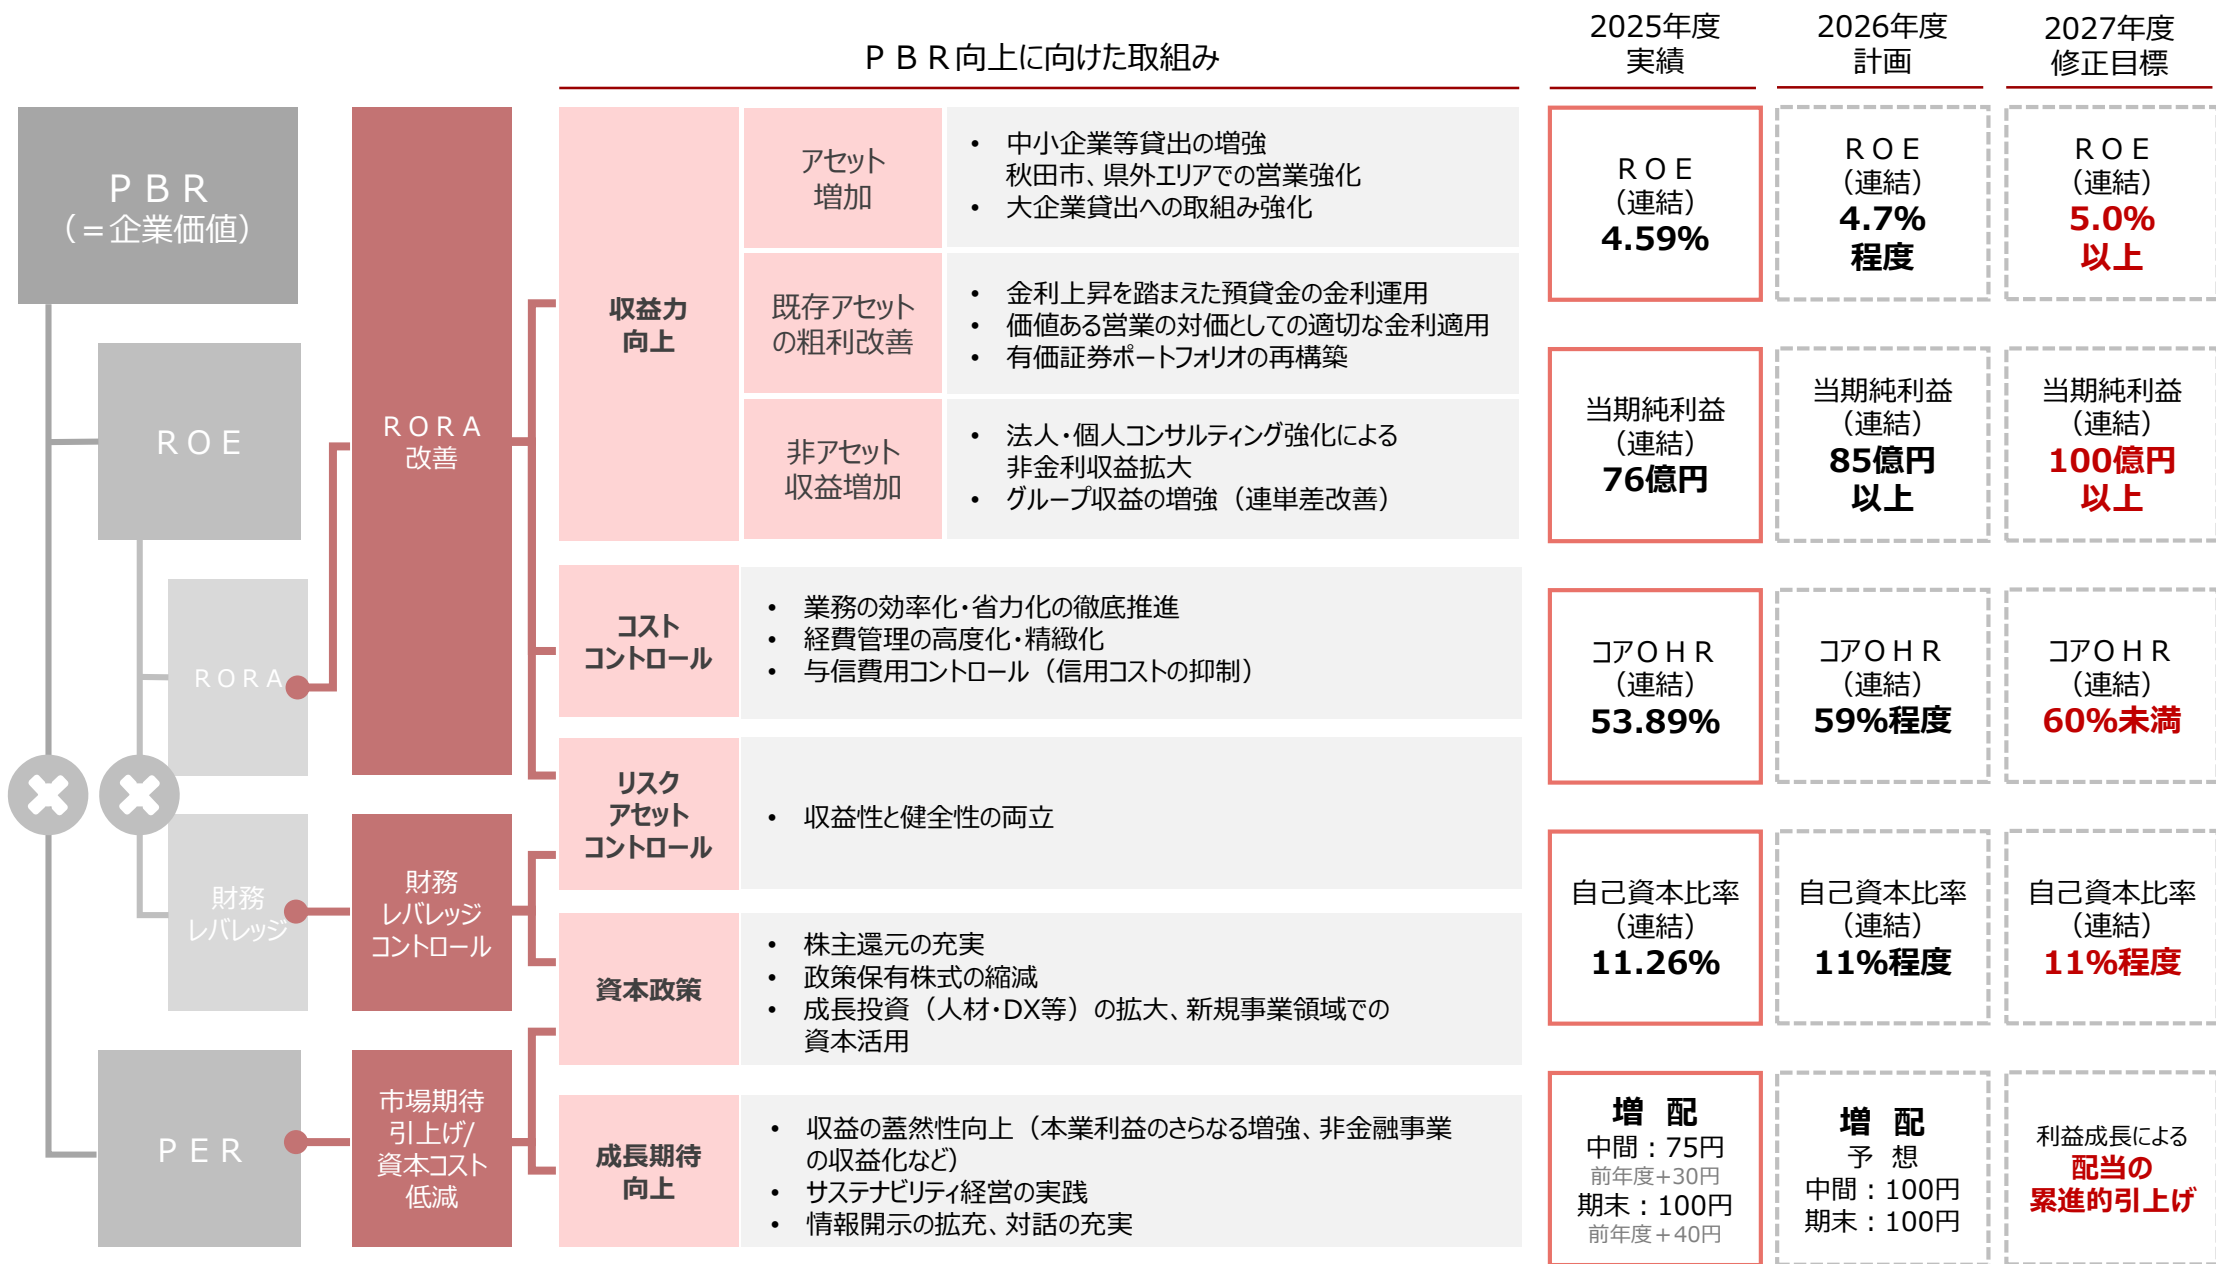 ＰＢＲ向上に向けた取組み
2025年度
実績
2026年度
計画
2027年度
修正目標
ＰＢＲ
（＝企業価値）
ＲＯＥ
ＲＯＲＡ
財務
レバレッジ
ＰＥＲ
ＲＯＲＡ
改善
財務
レバレッジ
コントロール
市場期待
引上げ/
資本コスト
低減
収益力
向上
アセット
増加
• 中小企業等貸出の増強
秋田市、県外エリアでの営業強化
• 大企業貸出への取組み強化
既存アセット
の粗利改善
• 金利上昇を踏まえた預貸金の金利運用
• 価値ある営業の対価としての適切な金利適用
• 有価証券ポートフォリオの再構築
非アセット
収益増加
• 法人・個人コンサルティング強化による
非金利収益拡大
• グループ収益の増強（連単差改善）
コスト
コントロール
• 業務の効率化・省力化の徹底推進
• 経費管理の高度化・精緻化
• 与信費用コントロール（信用コストの抑制）
リスク
アセット
コントロール
• 収益性と健全性の両立
資本政策
• 株主還元の充実
• 政策保有株式の縮減
• 成長投資（人材・DX等）の拡大、新規事業領域での
資本活用
成長期待
向上
• 収益の蓋然性向上（本業利益のさらなる増強、非金融事業
の収益化など）
• サステナビリティ経営の実践
• 情報開示の拡充、対話の充実
ＲＯＥ
（連結）
4.59%
ＲＯＥ
（連結）
4.7%
程度
ＲＯＥ
（連結）
5.0%
以上
当期純利益
（連結）
76億円
当期純利益
（連結）
85億円
以上
当期純利益
（連結）
100億円
以上
コアＯＨＲ
（連結）
53.89%
コアＯＨＲ
（連結）
59%程度
コアＯＨＲ
（連結）
60%未満
自己資本比率
（連結）
11.26%
自己資本比率
（連結）
11%程度
自己資本比率
（連結）
11%程度
増 配
中間：75円
前年度+30円
期末：100円
前年度＋40円
増 配
予 想
中間：100円
期末：100円
利益成長による
配当の
累進的引上げ